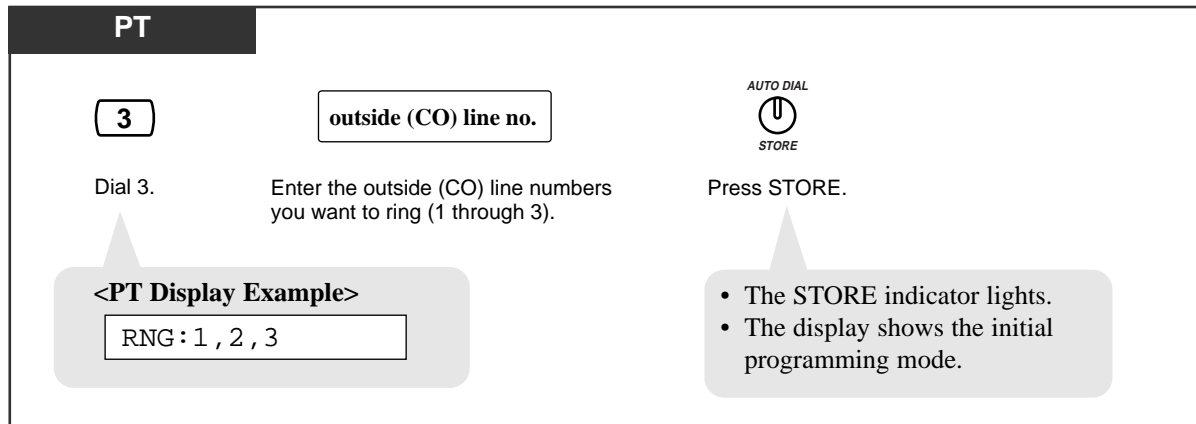 PT
3
outside (CO) line no.
AUTO DIAL
STORE
Dial 3.
Enter the outside (CO) line numbers
you want to ring (1 through 3).
Press STORE.
<PT Display Example>
RNG:1,2,3
• The STORE indicator lights.
• The display shows the initial
programming mode.